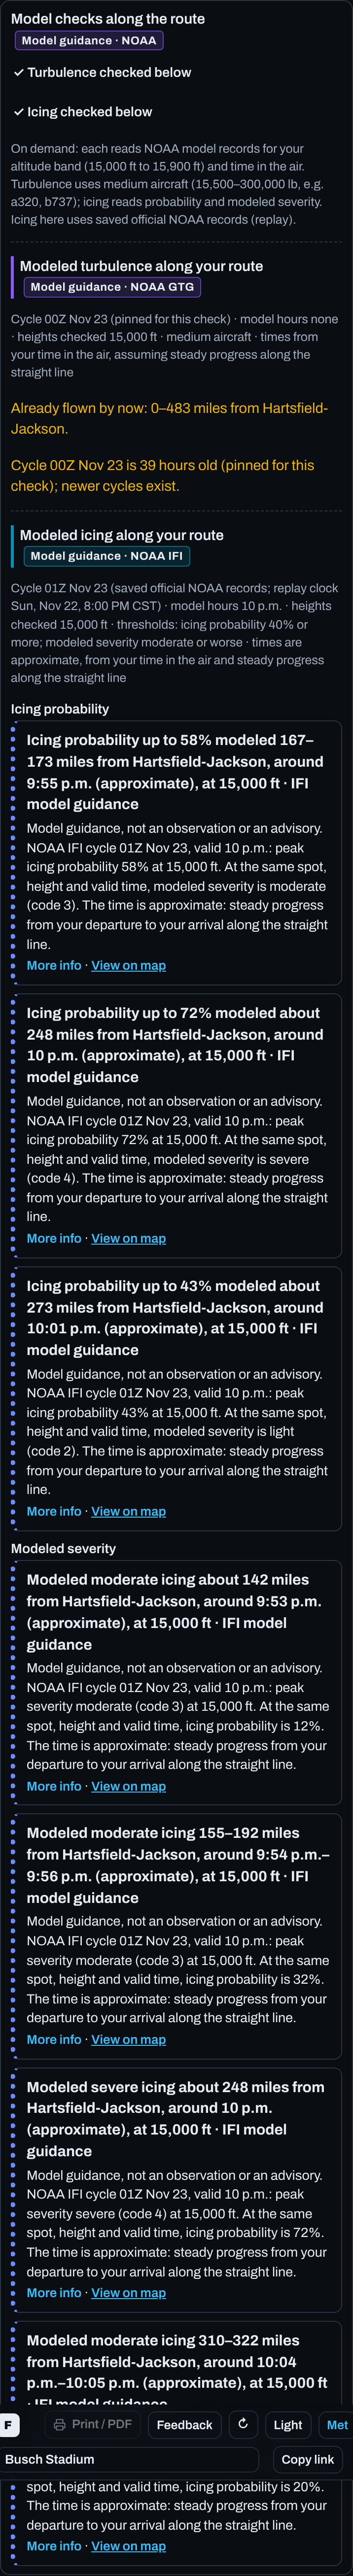 Model checks along the route
Model guidance · NOAA
✓ Turbulence checked below
✓ Icing checked below
On demand: each reads NOAA model records for your
altitude band (15,000 ft to 15,900 ft) and time in the air.
Turbulence uses medium aircraft (15,500–300,000 lb, e.g.
a320, b737); icing reads probability and modeled severity.
Icing here uses saved official NOAA records (replay).
Modeled turbulence along your route
Model guidance · NOAA GTG
Cycle 00Z Nov 23 (pinned for this check) · model hours none
· heights checked 15,000 ft · medium aircraft · times from
your time in the air, assuming steady progress along the
straight line
Already flown by now: 0–483 miles from Hartsfield-
Jackson.
Cycle 00Z Nov 23 is 39 hours old (pinned for this
check); newer cycles exist.
Modeled icing along your route
Model guidance · NOAA IFI
Cycle 01Z Nov 23 (saved official NOAA records; replay clock
Sun, Nov 22, 8:00 PM CST) · model hours 10 p.m. · heights
checked 15,000 ft · thresholds: icing probability 40% or
more; modeled severity moderate or worse · times are
approximate, from your time in the air and steady progress
along the straight line
Icing probability
Icing probability up to 58% modeled 167–
173 miles from Hartsfield-Jackson, around
9:55 p.m. (approximate), at 15,000 ft · IFI
model guidance
Model guidance, not an observation or an advisory.
NOAA IFI cycle 01Z Nov 23, valid 10 p.m.: peak
icing probability 58% at 15,000 ft. At the same spot,
height and valid time, modeled severity is moderate
(code 3). The time is approximate: steady progress
from your departure to your arrival along the straight
line.
More info · View on map
Icing probability up to 72% modeled about
248 miles from Hartsfield-Jackson, around
10 p.m. (approximate), at 15,000 ft · IFI
model guidance
Model guidance, not an observation or an advisory.
NOAA IFI cycle 01Z Nov 23, valid 10 p.m.: peak
icing probability 72% at 15,000 ft. At the same spot,
height and valid time, modeled severity is severe
(code 4). The time is approximate: steady progress
from your departure to your arrival along the straight
line.
More info · View on map
Icing probability up to 43% modeled about
273 miles from Hartsfield-Jackson, around
10:01 p.m. (approximate), at 15,000 ft · IFI
model guidance
Model guidance, not an observation or an advisory.
NOAA IFI cycle 01Z Nov 23, valid 10 p.m.: peak
icing probability 43% at 15,000 ft. At the same spot,
height and valid time, modeled severity is light
(code 2). The time is approximate: steady progress
from your departure to your arrival along the straight
line.
More info · View on map
Modeled severity
Modeled moderate icing about 142 miles
from Hartsfield-Jackson, around 9:53 p.m.
(approximate), at 15,000 ft · IFI model
guidance
Model guidance, not an observation or an advisory.
NOAA IFI cycle 01Z Nov 23, valid 10 p.m.: peak
severity moderate (code 3) at 15,000 ft. At the same
spot, height and valid time, icing probability is 12%.
The time is approximate: steady progress from your
departure to your arrival along the straight line.
More info · View on map
Modeled moderate icing 155–192 miles
from Hartsfield-Jackson, around 9:54 p.m.–
9:56 p.m. (approximate), at 15,000 ft · IFI
model guidance
Model guidance, not an observation or an advisory.
NOAA IFI cycle 01Z Nov 23, valid 10 p.m.: peak
severity moderate (code 3) at 15,000 ft. At the same
spot, height and valid time, icing probability is 32%.
The time is approximate: steady progress from your
departure to your arrival along the straight line.
More info · View on map
Modeled severe icing about 248 miles from
Hartsfield-Jackson, around 10 p.m.
(approximate), at 15,000 ft · IFI model
guidance
Model guidance, not an observation or an advisory.
NOAA IFI cycle 01Z Nov 23, valid 10 p.m.: peak
severity severe (code 4) at 15,000 ft. At the same
spot, height and valid time, icing probability is 72%.
The time is approximate: steady progress from your
departure to your arrival along the straight line.
More info · View on map
Modeled moderate icing 310–322 miles
from Hartsfield-Jackson, around 10:04
p.m.–10:05 p.m. (approximate), at 15,000 ft
· IFI model guidance
F Print / PDF Feedback Light Met
Busch Stadium Copy link
spot, height and valid time, icing probability is 20%.
The time is approximate: steady progress from your
departure to your arrival along the straight line.
More info · View on map